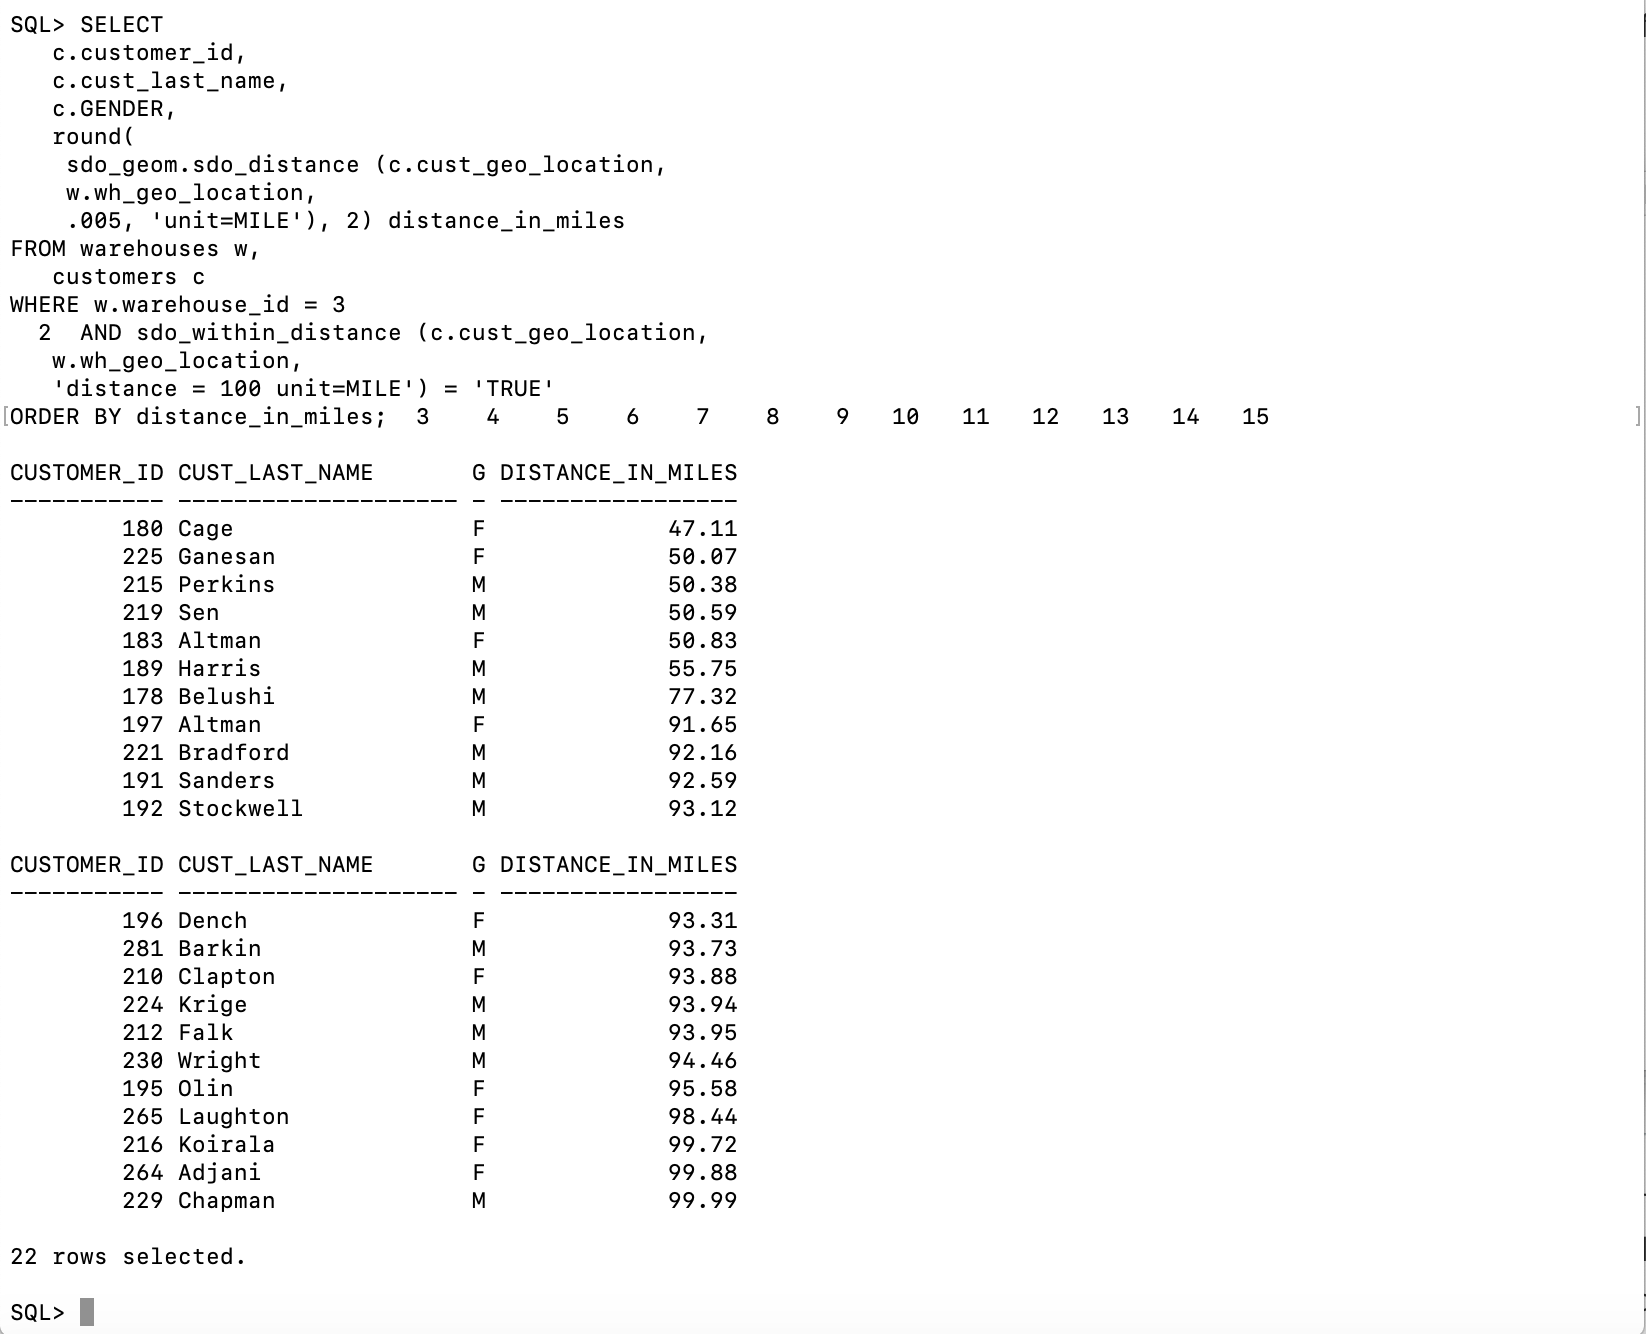 SQL> SELECT
   c.customer_id,
   c.cust_last_name,
   c.GENDER,
   round(
    sdo_geom.sdo_distance (c.cust_geo_location,
    w.wh_geo_location,
    .005, 'unit=MILE'), 2) distance_in_miles
FROM warehouses w,
   customers c
WHERE w.warehouse_id = 3
  2  AND sdo_within_distance (c.cust_geo_location,
   w.wh_geo_location,
   'distance = 100 unit=MILE') = 'TRUE'
[ORDER BY distance_in_miles;  3    4    5    6    7    8    9   10   11   12   13   14   15 ]
CUSTOMER_ID CUST_LAST_NAME       G DISTANCE_IN_MILES
----------- -------------------- - -----------------
        180 Cage                 F             47.11
        225 Ganesan              F             50.07
        215 Perkins              M             50.38
        219 Sen                  M             50.59
        183 Altman               F             50.83
        189 Harris               M             55.75
        178 Belushi              M             77.32
        197 Altman               F             91.65
        221 Bradford             M             92.16
        191 Sanders              M             92.59
        192 Stockwell            M             93.12
CUSTOMER_ID CUST_LAST_NAME       G DISTANCE_IN_MILES
----------- -------------------- - -----------------
        196 Dench                F             93.31
        281 Barkin               M             93.73
        210 Clapton              F             93.88
        224 Krige                M             93.94
        212 Falk                 M             93.95
        230 Wright               M             94.46
        195 Olin                 F             95.58
        265 Laughton             F             98.44
        216 Koirala              F             99.72
        264 Adjani               F             99.88
        229 Chapman              M             99.99
22 rows selected.
SQL>